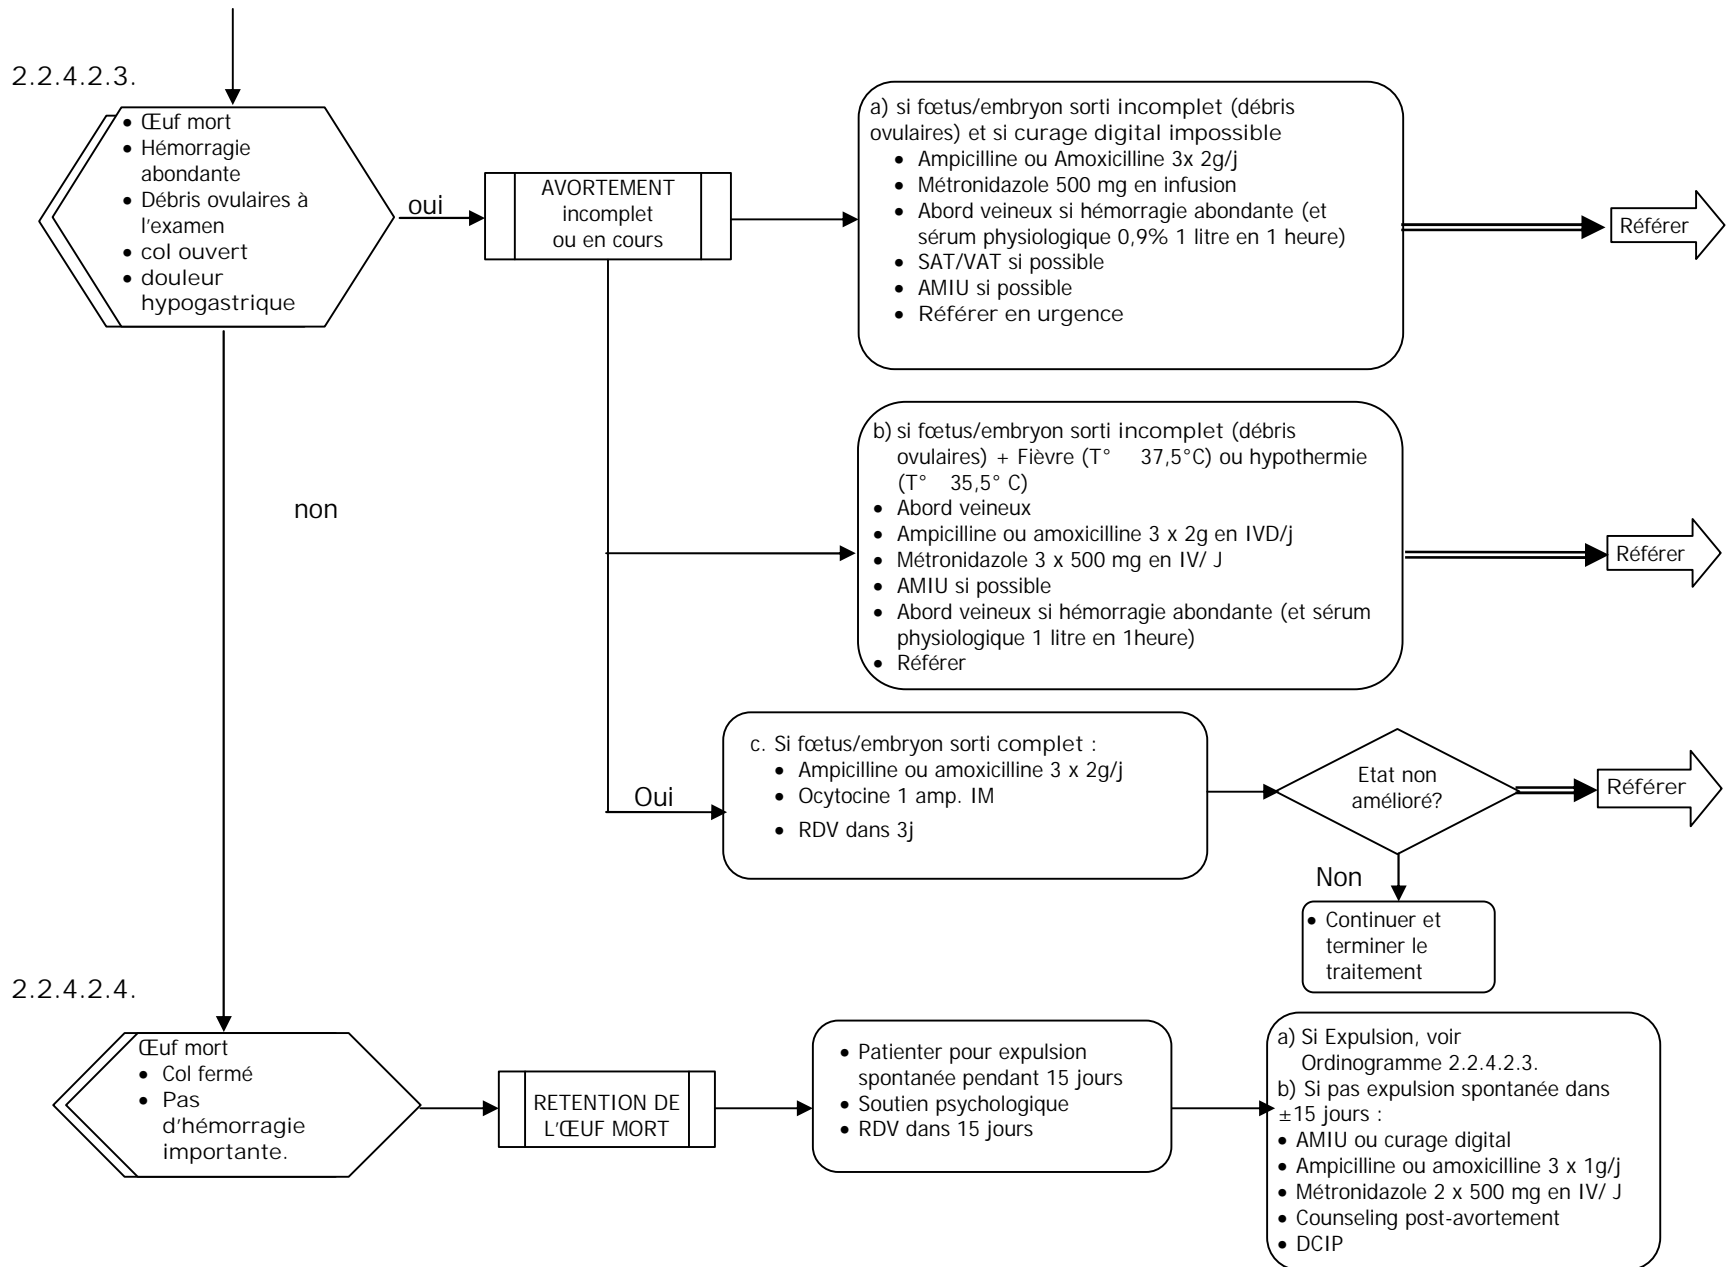 2.2.4.2.3.
• Œuf mort
• Hémorragie
abondante
• Débris ovulaires à
l'examen
• col ouvert
• douleur
hypogastrique
oui
AVORTEMENT
incomplet
ou en cours
a) si fœtus/embryon sorti incomplet (débris
ovulaires) et si curage digital impossible
• Ampicilline ou Amoxicilline 3x 2g/j
• Métronidazole 500 mg en infusion
• Abord veineux si hémorragie abondante (et
sérum physiologique 0,9% 1 litre en 1 heure)
• SAT/VAT si possible
• AMIU si possible
• Référer en urgence
Référer
non
b) si fœtus/embryon sorti incomplet (débris
ovulaires) + Fièvre (T° 37,5°C) ou hypothermie
(T° 35,5° C)
• Abord veineux
• Ampicilline ou amoxicilline 3 x 2g en IVD/j
• Métronidazole 3 x 500 mg en IV/ J
• AMIU si possible
• Abord veineux si hémorragie abondante (et sérum
physiologique 1 litre en 1heure)
• Référer
Référer
Oui
c. Si fœtus/embryon sorti complet :
• Ampicilline ou amoxicilline 3 x 2g/j
• Ocytocine 1 amp. IM
• RDV dans 3j
Etat non
amélioré?
Référer
Non
• Continuer et
terminer le
traitement
2.2.4.2.4.
Œuf mort
• Col fermé
• Pas
d'hémorragie
importante.
RETENTION DE
L'ŒUF MORT
• Patienter pour expulsion
spontanée pendant 15 jours
• Soutien psychologique
• RDV dans 15 jours
a) Si Expulsion, voir
Ordinogramme 2.2.4.2.3.
b) Si pas expulsion spontanée dans
±15 jours :
• AMIU ou curage digital
• Ampicilline ou amoxicilline 3 x 1g/j
• Métronidazole 2 x 500 mg en IV/ J
• Counseling post-avortement
• DCIP